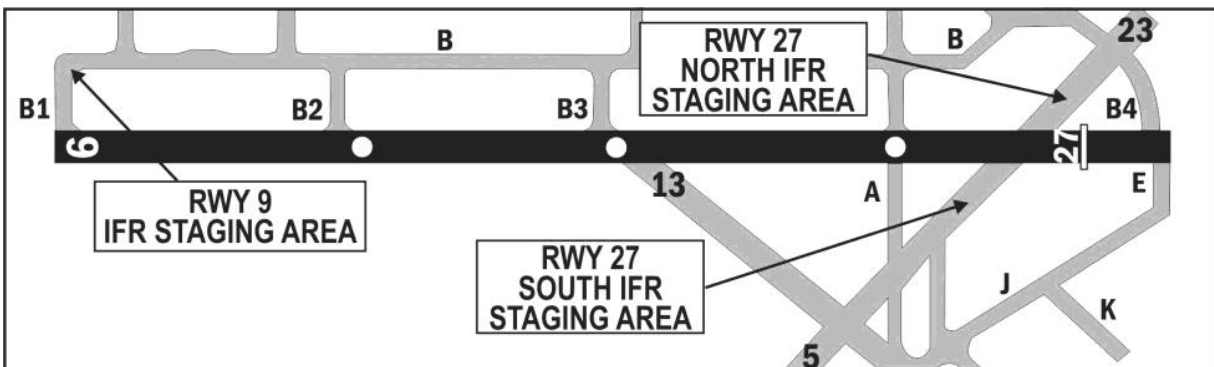 B
RWY 27
NORTH IFR
STAGING AREA
B
23
B1
B2
B3
B4
9
27
RWY 9
IFR STAGING AREA
13
A
E
RWY 27
SOUTH IFR
STAGING AREA
J
K
5